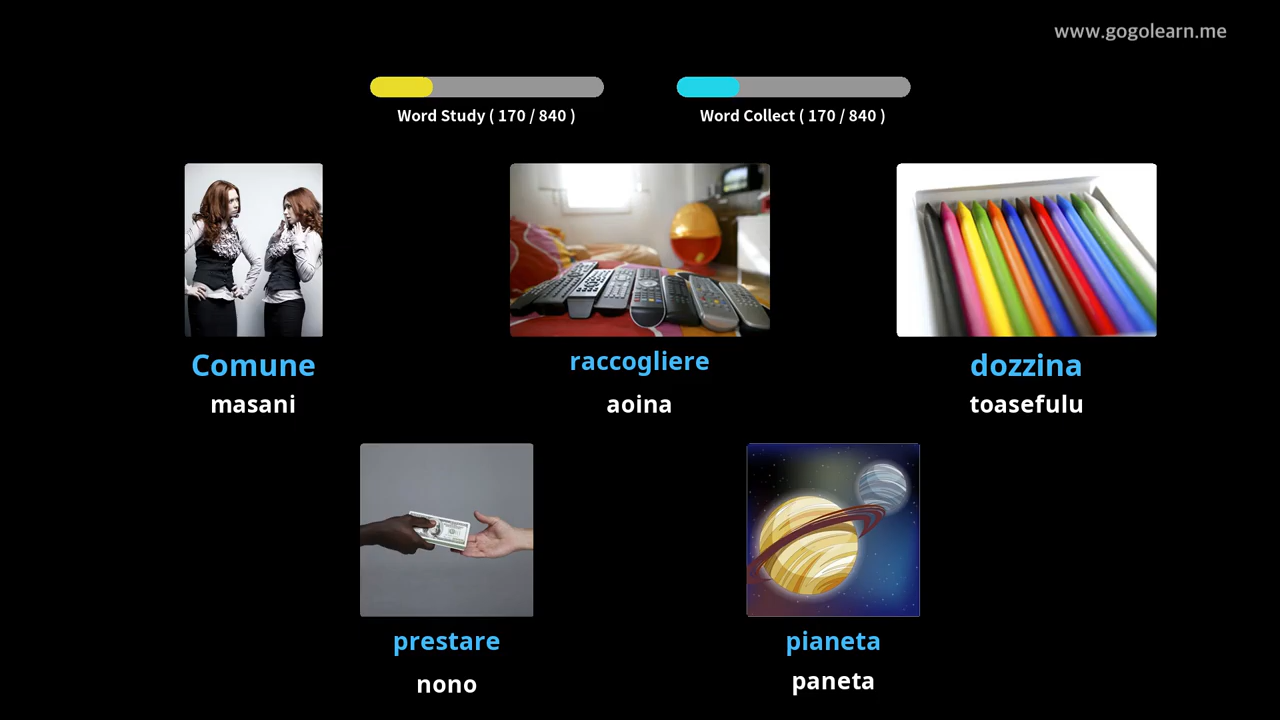 www.gogolearn.me
Word Study ( 170 / 840 )
Word Collect ( 170 / 840 )
Comune
masani
raccogliere
aoina
dozzina
toasefulu
prestare
nono
pianeta
paneta